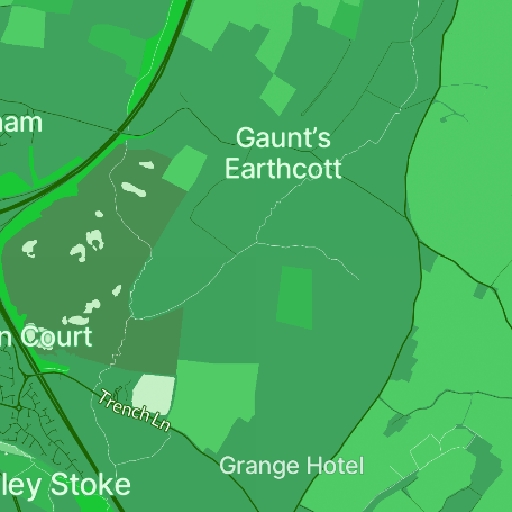 ham
Gaunt's
Earthcott
n Court
Trench Ln
Grange Hotel
ley Stoke